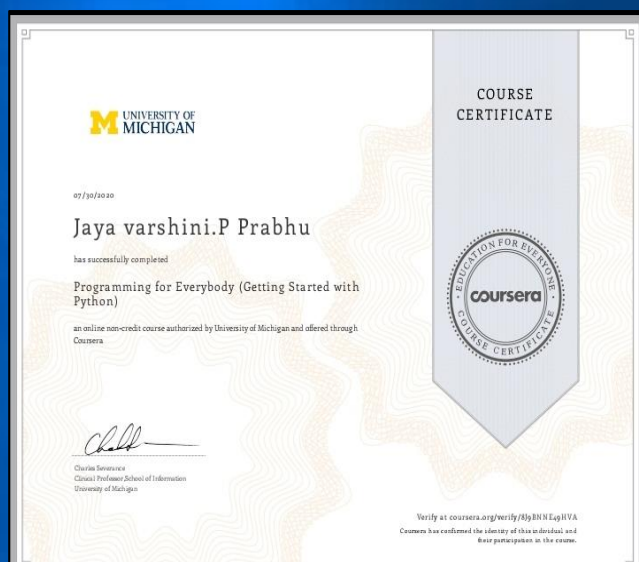 UNIVERSITY OF
MICHIGAN
COURSE
CERTIFICATE
07/30/2020
Jaya varshini.P Prabhu
has successfully completed
Programming for Everybody (Getting Started with
Python)
an online non-credit course authorized by University of Michigan and offered through
Coursera
EDUCATION FOR EVERYONE
coursera
COURSE CERTIFICATE
Charles Severance
Clinical Professor,School of Information
University of Michigan
Verify at coursera.org/verify/8J9BNNE49HVA
Coursera has confirmed the identity of this individual and
their participation in the course.